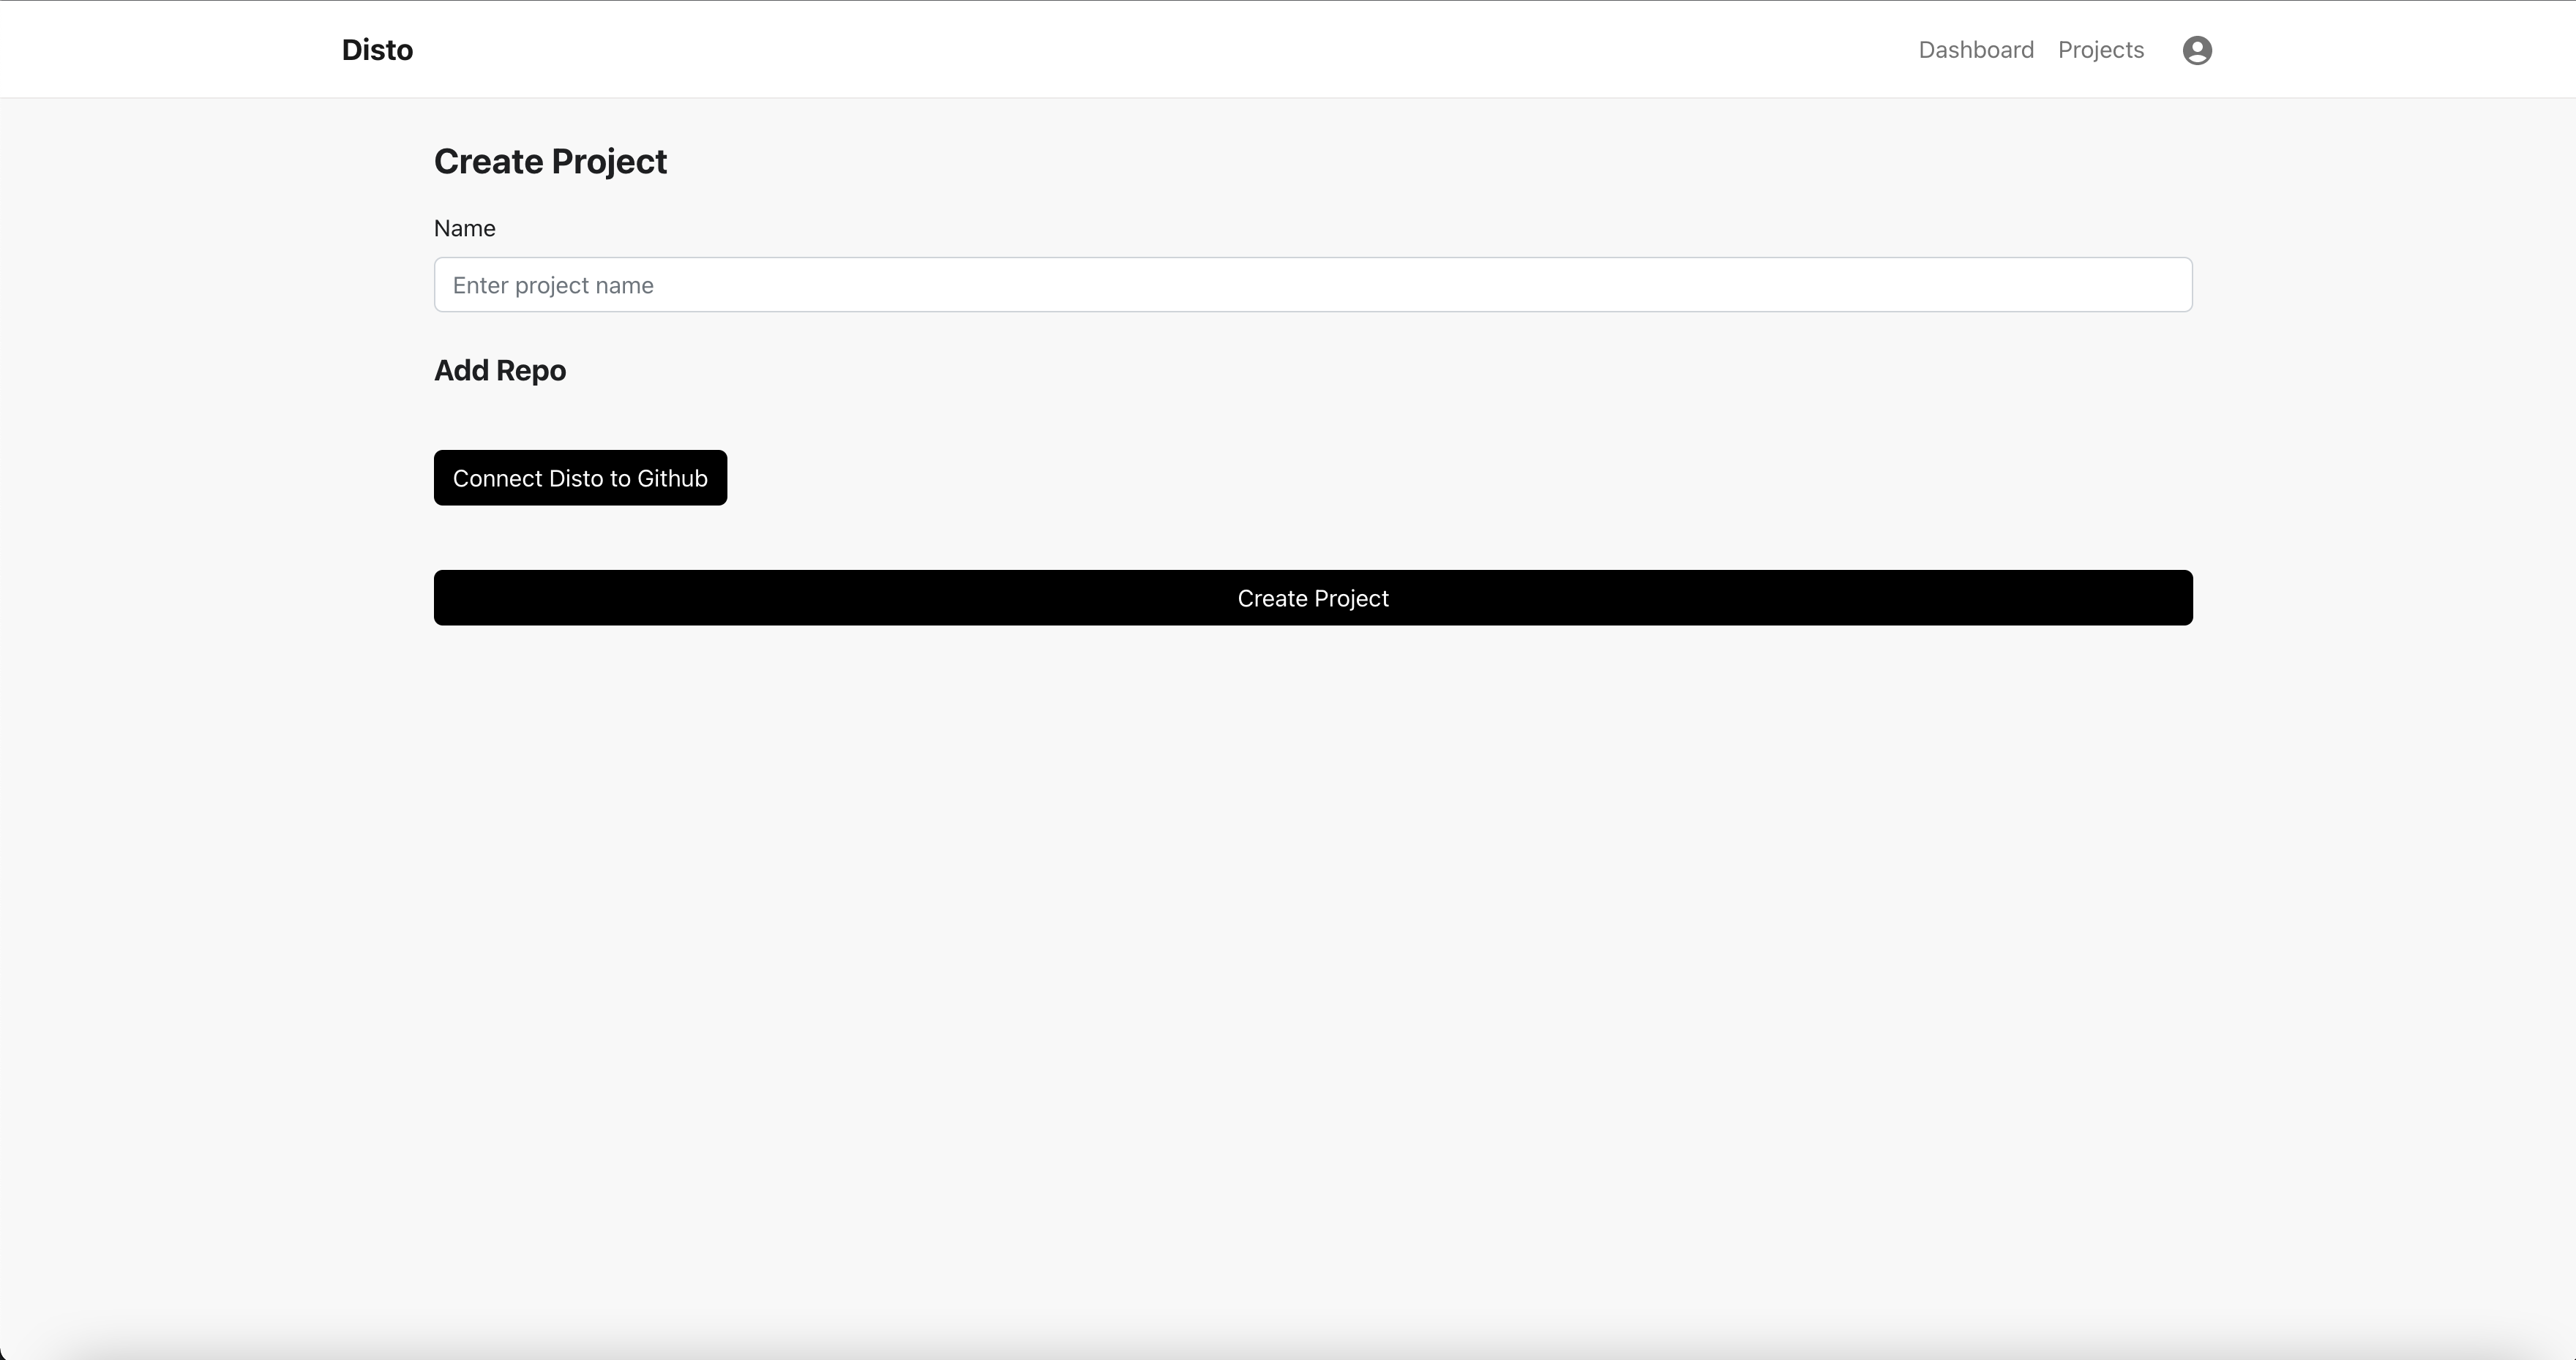 Disto
Dashboard Projects
Create Project
Name
Enter project name
Add Repo
Connect Disto to Github
Create Project